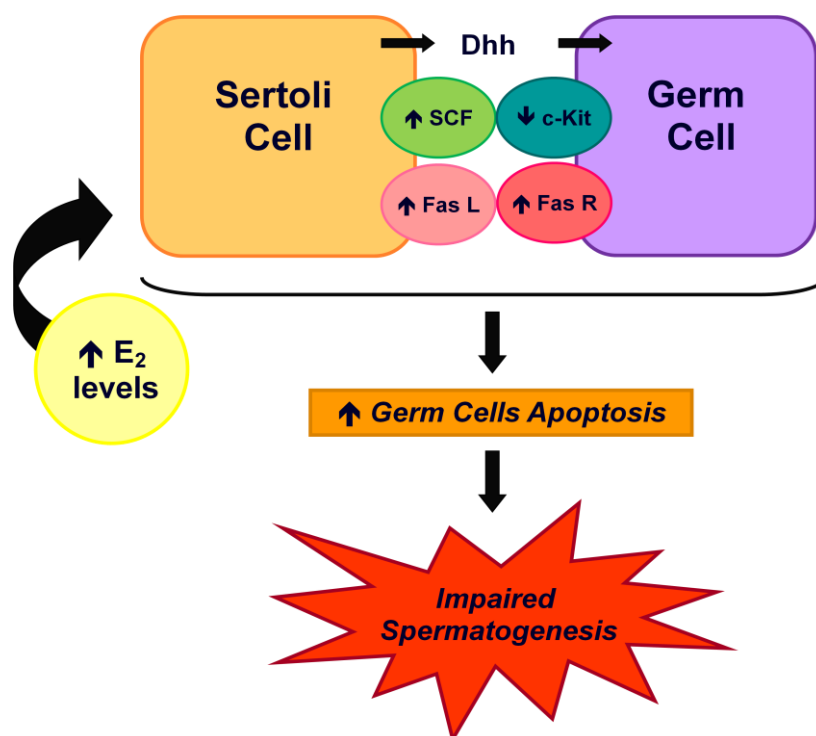 Dhh
Sertoli
Cell
Germ
Cell
↑ SCF
↓ c-Kit
↑ Fas L
↑ Fas R
↑ E₂
levels
↑ Germ Cells Apoptosis
Impaired
Spermatogenesis